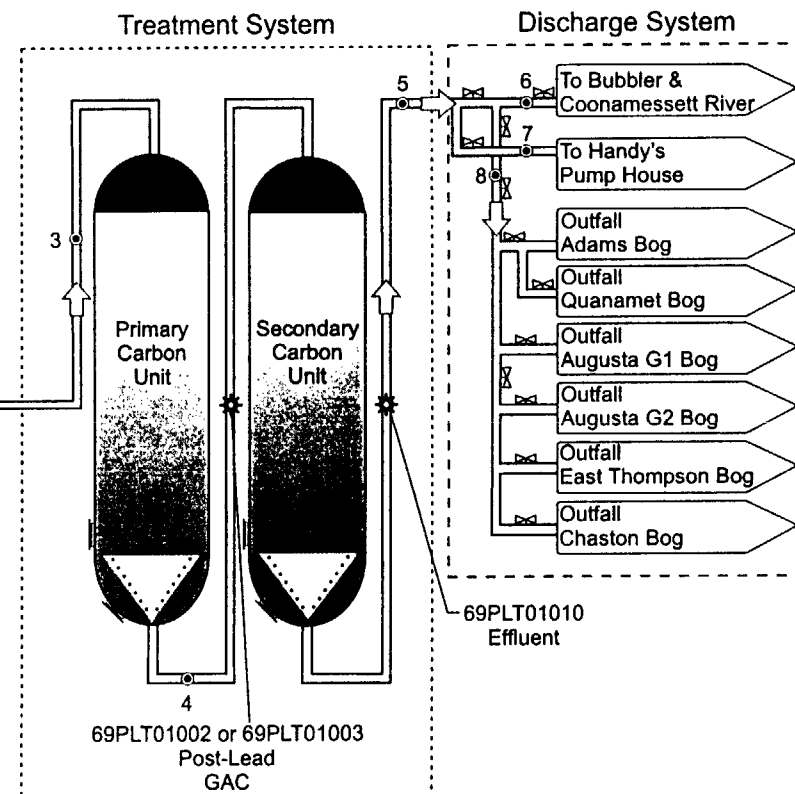 Treatment System
Discharge System
5
6
To Bubbler &
Coonamessett River
7
To Handy's
Pump House
8
3
Outfall
Adams Bog
Outfall
Quanamet Bog
Primary
Carbon
Unit
Secondary
Carbon
Unit
Outfall
Augusta G1 Bog
Outfall
Augusta G2 Bog
Outfall
East Thompson Bog
Outfall
Chaston Bog
69PLT01010
Effluent
4
69PLT01002 or 69PLT01003
Post-Lead
GAC